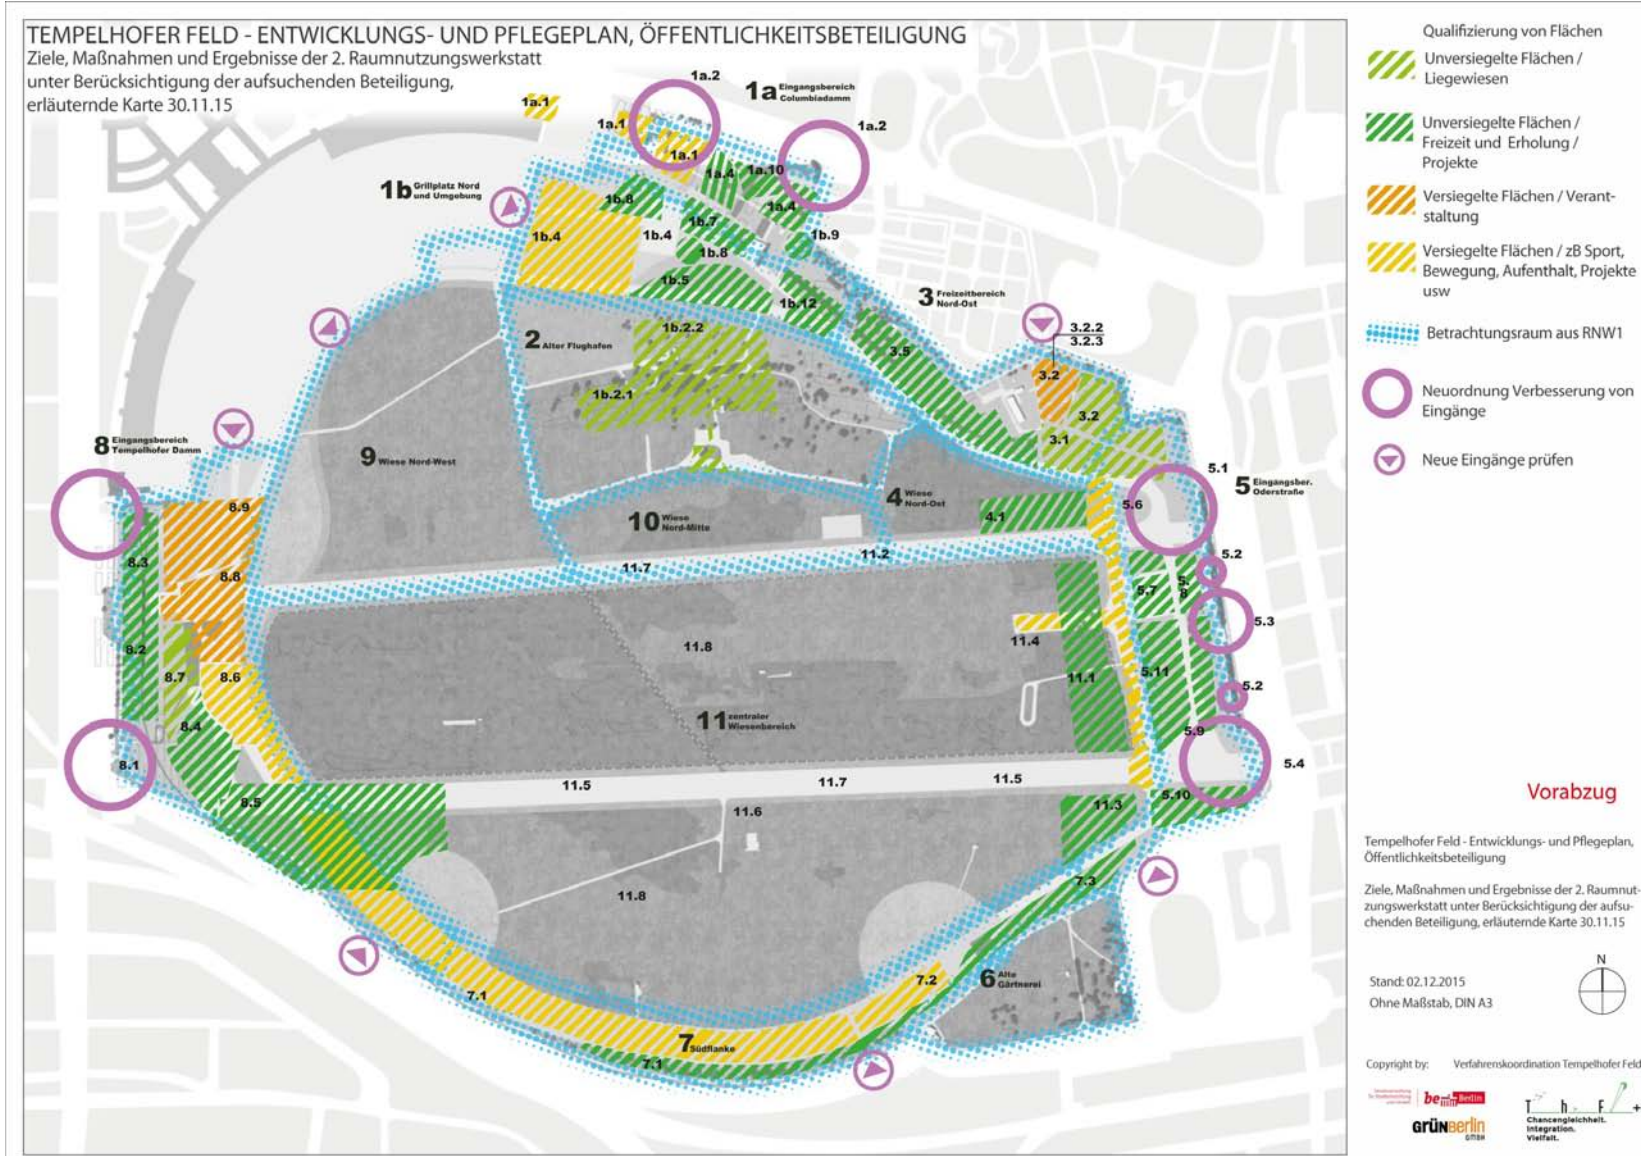 TEMPELHOFER FELD - ENTWICKLUNGS- UND PFLEGEPLAN, ÖFFENTLICHKEITSBETEILIGUNG
Ziele, Maßnahmen und Ergebnisse der 2. Raumnutzungswerkstatt
unter Berücksichtigung der aufsuchenden Beteiligung,
erläuternde Karte 30.11.15
1a.2
1a Eingangsbereich
Columbiadamm
1a.1
1a.1
1a.2
1a.1
1a.4
1a.10
1b Grillplatz Nord
und Umgebung
1b.8
1a.4
1b.7
1b.4
1b.4
1b.9
1b.8
1b.5
1b.12
3 Freizeitbereich
Nord-Ost
1b.2.2
3.2.2
3.2.3
2 Alter Flughafen
3.5
3.2
1b.2.1
3.2
3.1
8 Eingangsbereich
Tempelhofer Damm
9 Wiese Nord-West
5.1
5 Eingangsber.
Oderstraße
4 Wiese
Nord-Ost
5.6
8.9
10 Wiese
Nord-Mitte
4.1
11.2
5.2
8.3
8.8
11.7
5.7
5.8
5.3
8.2
11.8
11.4
8.7
8.6
11.1
5.11
5.2
8.4
11 zentraler
Wiesenbereich
5.9
8.1
5.4
11.5
11.7
11.5
8.5
11.6
11.3
5.10
11.8
7.3
7.2
6 Alte
Gärtnerei
7.1
7 Südflanke
7.1
Qualifizierung von Flächen
Unversiegelte Flächen /
Liegewiesen
Unversiegelte Flächen /
Freizeit und Erholung /
Projekte
Versiegelte Flächen / Verant-
staltung
Versiegelte Flächen / zB Sport,
Bewegung, Aufenthalt, Projekte
usw
Betrachtungsraum aus RNW1
Neuordnung Verbesserung von
Eingänge
Neue Eingänge prüfen
Vorabzug
Tempelhofer Feld - Entwicklungs- und Pflegeplan,
Öffentlichkeitsbeteiligung
Ziele, Maßnahmen und Ergebnisse der 2. Raumnut-
zungswerkstatt unter Berücksichtigung der aufsu-
chenden Beteiligung, erläuternde Karte 30.11.15
N
Stand: 02.12.2015
Ohne Maßstab, DIN A3
Copyright by: Verfahrenskoordination Tempelhofer Feld
be Berlin
GRÜNBERLIN
GMBH
T h F +
Chancengleichheit.
Integration.
Vielfalt.